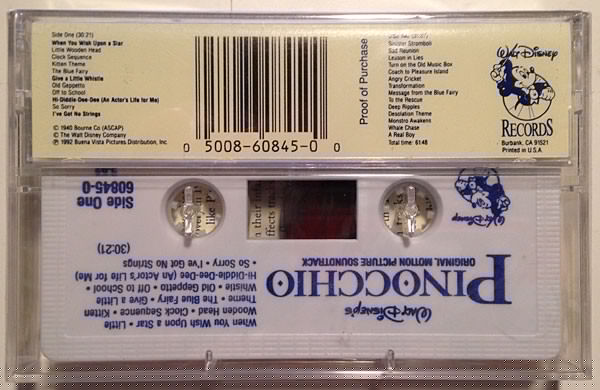 Side One (30:21)
When You Wish Upon a Star
Little Wooden Head
Clock Sequence
Kitten Theme
The Blue Fairy
Give a Little Whistle
Old Geppetto
Off to School
Hi-Diddle-Dee-Dee (An Actor's Life for Me)
So Sorry
I've Got No Strings
© 1940 Bourne Co (ASCAP)
© The Walt Disney Company
℗ 1992 Buena Vista Pictures Distribution, Inc.
0 5008-60845-0 0
Proof of Purchase
Sinister Stromboli
Sad Reunion
Lesson in Lies
Turn on the Old Music Box
Coach to Pleasure Island
Angry Cricket
Transformation
Message from the Blue Fairy
To the Rescue
Deep Ripples
Desolation Theme
Monstro Awakens
Whale Chase
A Real Boy
Total time: 61:48
WALT DISNEY
RECORDS
Burbank, CA 91521
Printed in U.S.A.
WALT DISNEY'S
PINOCCHIO
ORIGINAL MOTION PICTURE SOUNDTRACK
WALT DISNEY
When You Wish Upon a Star • Little
Wooden Head • Clock Sequence • Kitten
Theme • The Blue Fairy • Give a Little
Whistle • Old Geppetto • Off to School •
Hi-Diddle-Dee-Dee (An Actor's Life for Me)
• So Sorry • I've Got No Strings
(30:21)
Side One
60845-0